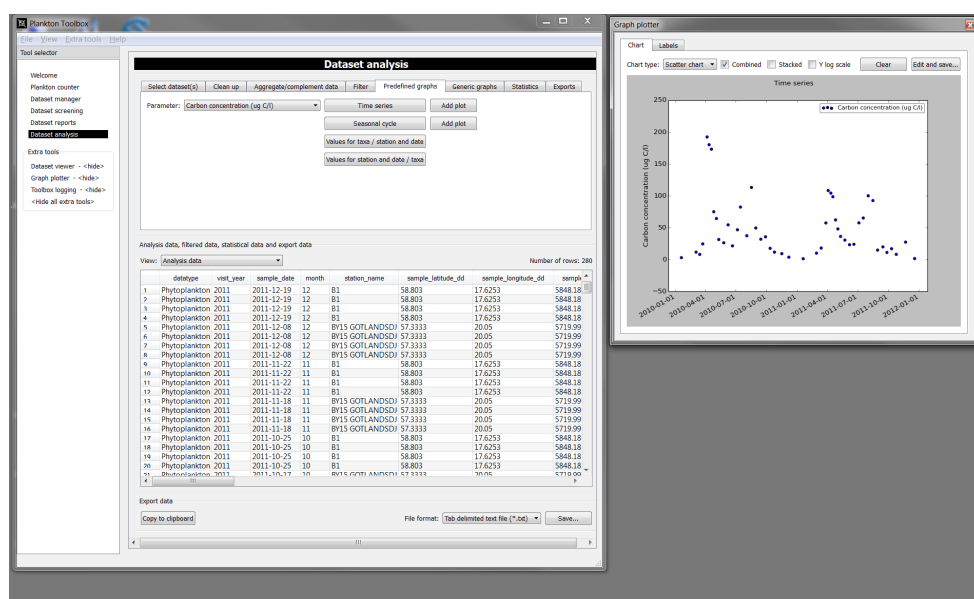 Plankton Toolbox
File View Extra tools Help
Tool selector
Welcome
Plankton counter
Dataset manager
Dataset screening
Dataset reports
Dataset analysis
Extra tools
Dataset viewer - <hide>
Graph plotter - <hide>
Toolbox logging - <hide>
<Hide all extra tools>
Dataset analysis
Select dataset(s) Clean up Aggregate/complement data Filter Predefined graphs Generic graphs Statistics Exports
Parameter: Carbon concentration (ug C/l) Time series Add plot
Seasonal cycle Add plot
Values for taxa / station and date
Values for station and date / taxa
Analysis data, filtered data, statistical data and export data
View: Analysis data Number of rows: 280
datatype visit_year sample_date month station_name sample_latitude_dd sample_longitude_dd sampl
1 Phytoplankton 2011 2011-12-19 12 B1 58.803 17.6253 5848.18
2 Phytoplankton 2011 2011-12-19 12 B1 58.803 17.6253 5848.18
3 Phytoplankton 2011 2011-12-19 12 B1 58.803 17.6253 5848.18
4 Phytoplankton 2011 2011-12-19 12 B1 58.803 17.6253 5848.18
5 Phytoplankton 2011 2011-12-08 12 BY15 GOTLANDSDJ 57.3333 20.05 5719.99
6 Phytoplankton 2011 2011-12-08 12 BY15 GOTLANDSDJ 57.3333 20.05 5719.99
7 Phytoplankton 2011 2011-12-08 12 BY15 GOTLANDSDJ 57.3333 20.05 5719.99
8 Phytoplankton 2011 2011-12-08 12 BY15 GOTLANDSDJ 57.3333 20.05 5719.99
9 Phytoplankton 2011 2011-11-22 11 B1 58.803 17.6253 5848.18
10 Phytoplankton 2011 2011-11-22 11 B1 58.803 17.6253 5848.18
11 Phytoplankton 2011 2011-11-22 11 B1 58.803 17.6253 5848.18
12 Phytoplankton 2011 2011-11-22 11 B1 58.803 17.6253 5848.18
13 Phytoplankton 2011 2011-11-18 11 BY15 GOTLANDSDJ 57.3333 20.05 5719.99
14 Phytoplankton 2011 2011-11-18 11 BY15 GOTLANDSDJ 57.3333 20.05 5719.99
15 Phytoplankton 2011 2011-11-18 11 BY15 GOTLANDSDJ 57.3333 20.05 5719.99
16 Phytoplankton 2011 2011-11-18 11 BY15 GOTLANDSDJ 57.3333 20.05 5719.99
17 Phytoplankton 2011 2011-10-25 10 B1 58.803 17.6253 5848.18
18 Phytoplankton 2011 2011-10-25 10 B1 58.803 17.6253 5848.18
19 Phytoplankton 2011 2011-10-25 10 B1 58.803 17.6253 5848.18
20 Phytoplankton 2011 2011-10-25 10 B1 58.803 17.6253 5848.18
21 Phytoplankton 2011 2011-10-17 10 BY15 GOTLANDSDJ 57.3333 20.05 5719.99
Export data
Copy to clipboard File format: Tab delimited text file (*.txt) Save...
Graph plotter
Chart Labels
Chart type: Scatter chart Combined Stacked Y log scale Clear Edit and save...
Time series
Carbon concentration (ug C/l)
250
200
150
100
50
0
−50
Carbon concentration (ug C/l)
2010-01-01 2010-04-01 2010-07-01 2010-10-01 2011-01-01 2011-04-01 2011-07-01 2011-10-01 2012-01-01